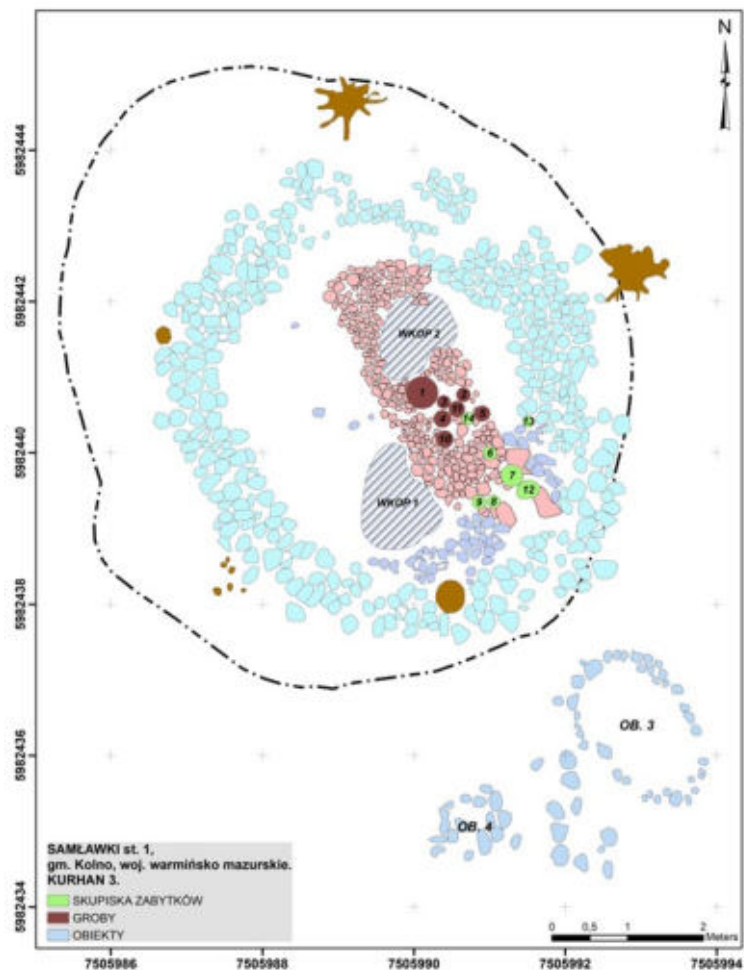 N
5982444
5982442
5982440
5982438
5982436
5982434
WKOP 2
1
2
3
11
4
14
5
10
13
6
7
12
9 8
WKOP 1
OB. 3
OB. 4
SAMŁAWKI st. 1,
gm. Kolno, woj. warmińsko mazurskie.
KURHAN 3.
SKUPISKA ZABYTKÓW
GROBY
OBIEKTY
0 0,5 1 2
Meters
7505986 7505988 7505990 7505992 7505994